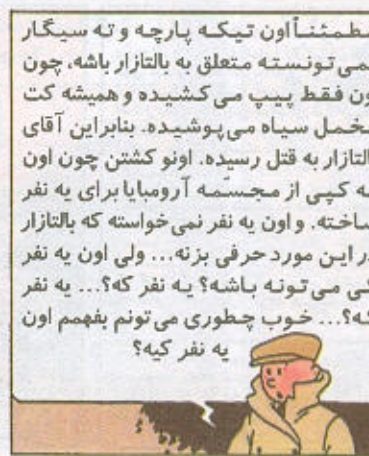 مطمئناً اون تیکه پارچه و ته سیگار
نمی تونسته متعلق به بالتازار باشه، چون
اون فقط پیپ می کشیده و همیشه کت
مخمل سیاه می پوشیده. بنابراین آقای
بالتازار به قتل رسیده. اونو کشتن چون اون
یه کپی از مجسمه آرومبایا برای یه نفر
ساخته. و اون یه نفر نمی خواسته که بالتازار
در این مورد حرفی بزنه... ولی اون یه نفر
کی می تونه باشه؟ یه نفر که؟... یه نفر
که؟... خوب چطوری می تونم بفهمم اون
یه نفر کیه؟